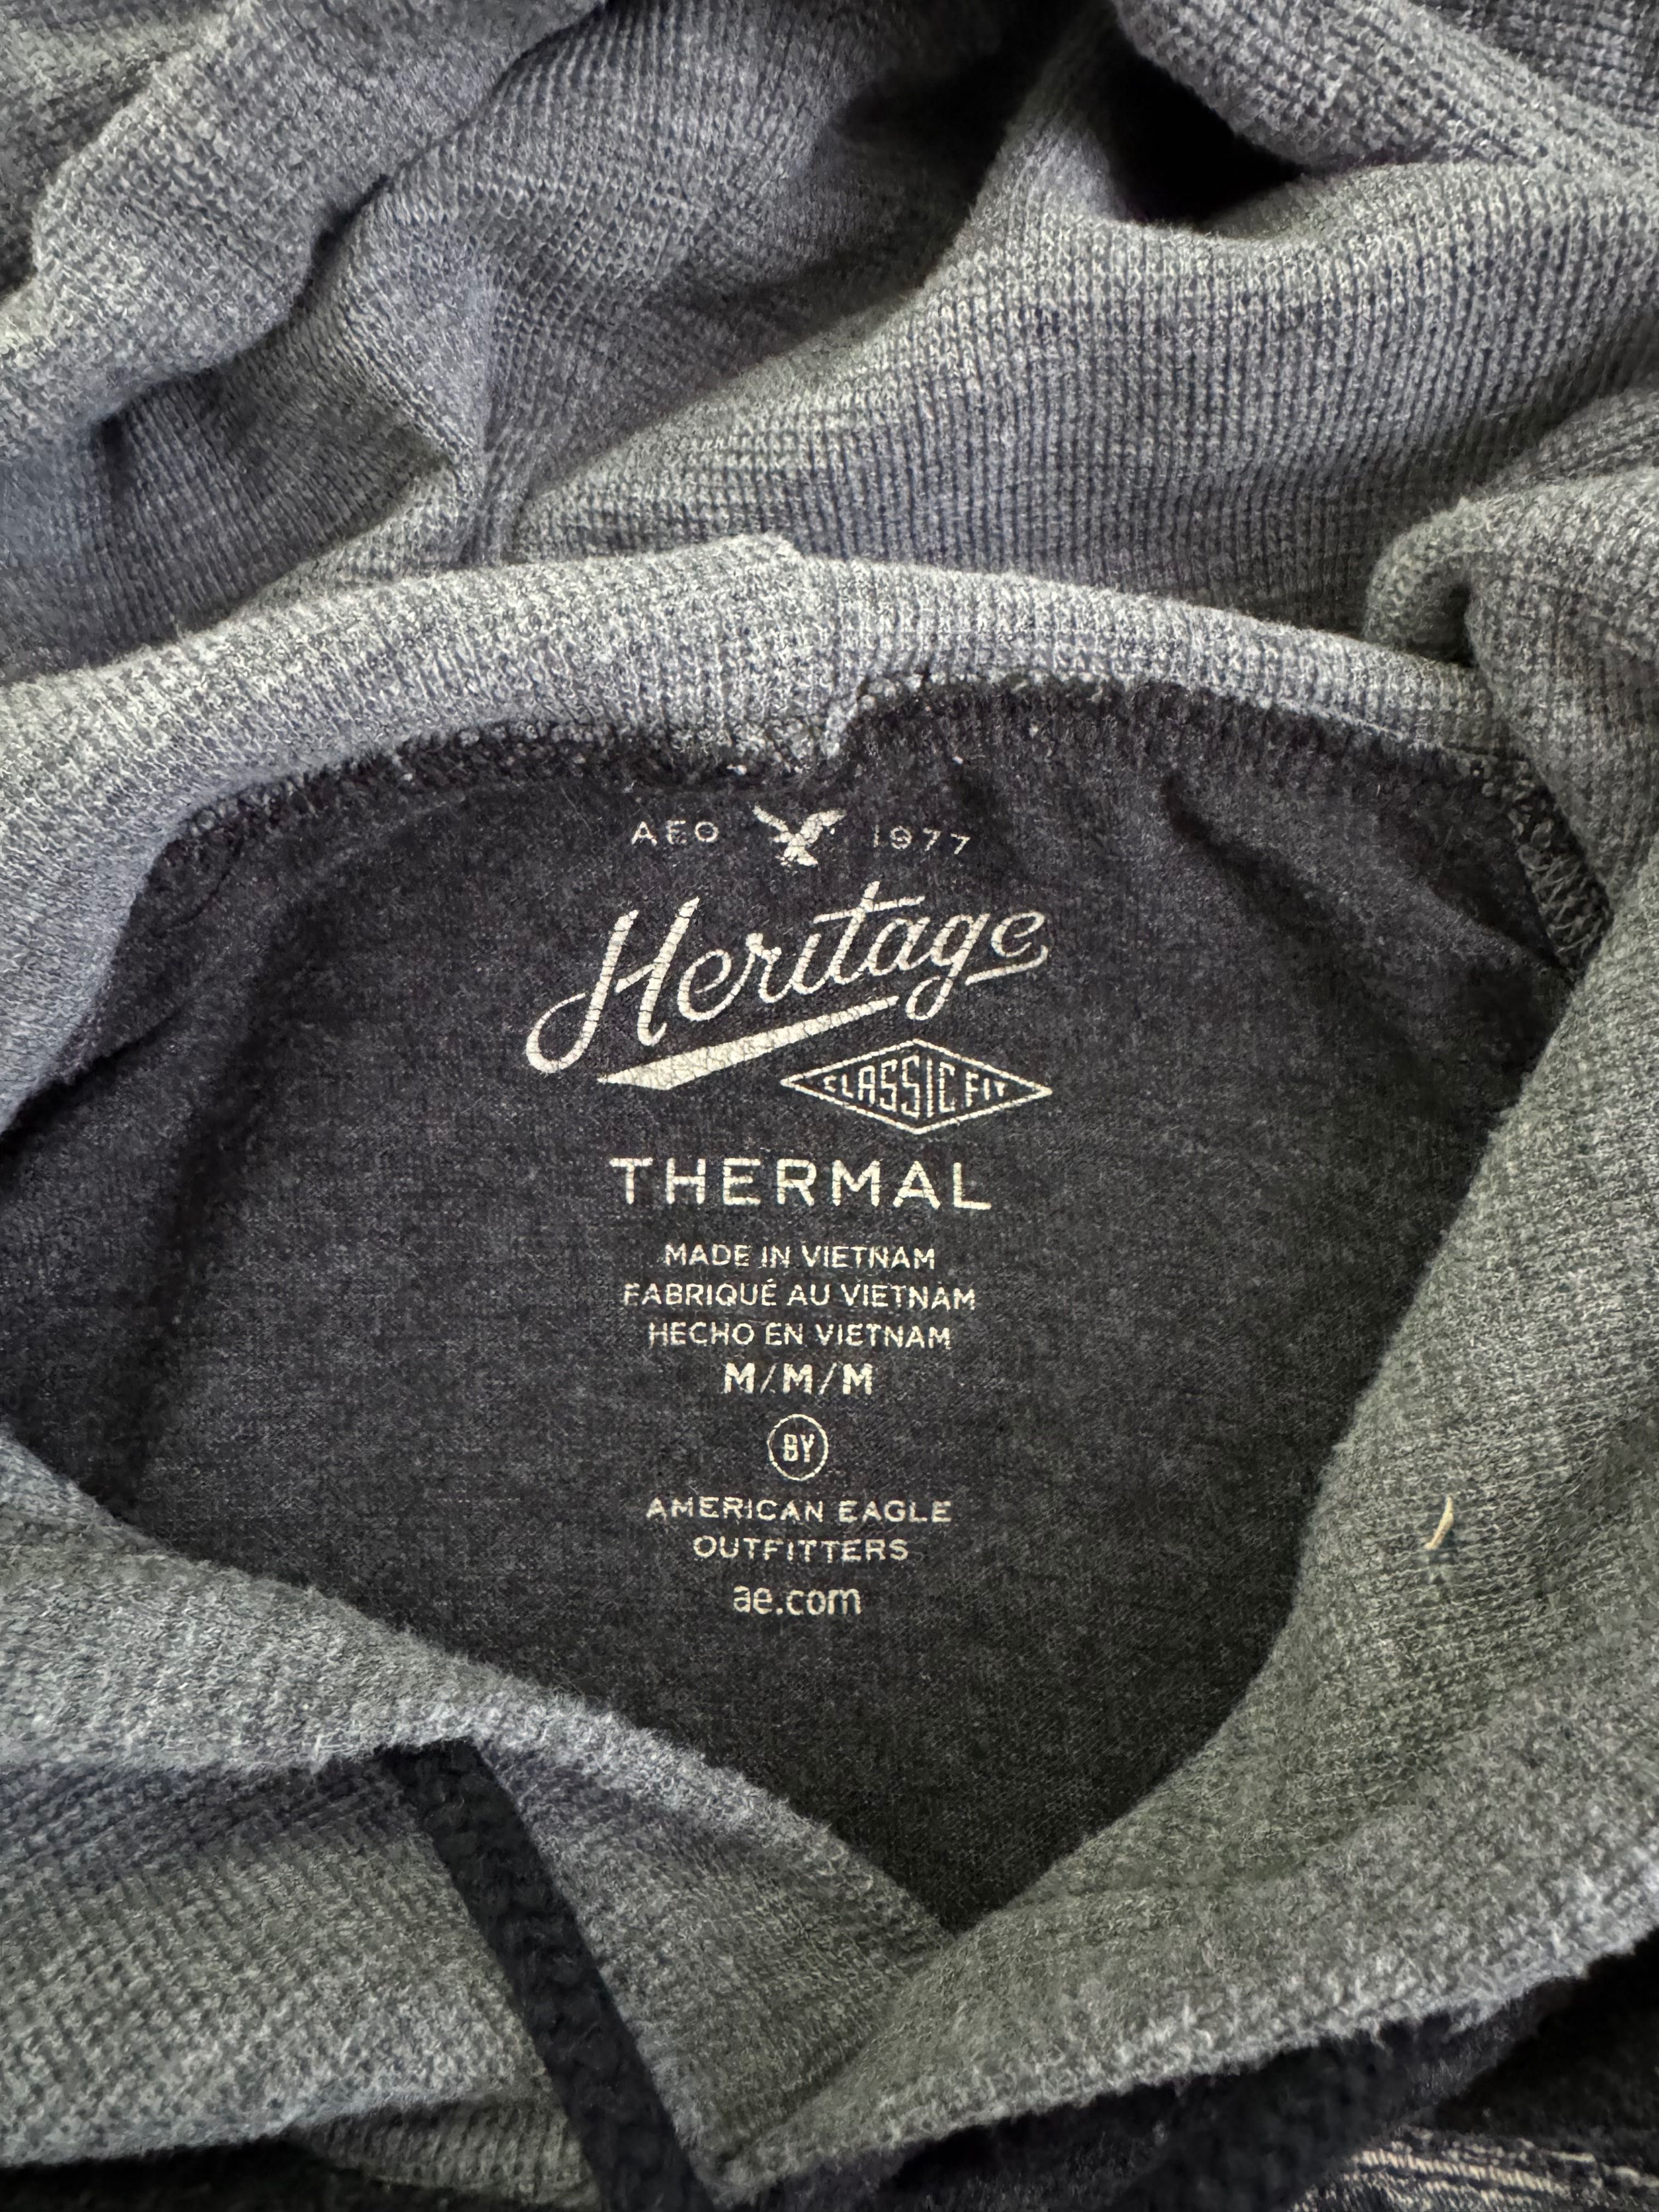 AEO 1977
Heritage
CLASSIC FIT
THERMAL
MADE IN VIETNAM
FABRIQUÉ AU VIETNAM
HECHO EN VIETNAM
M/M/M
BY
AMERICAN EAGLE
OUTFITTERS
ae.com